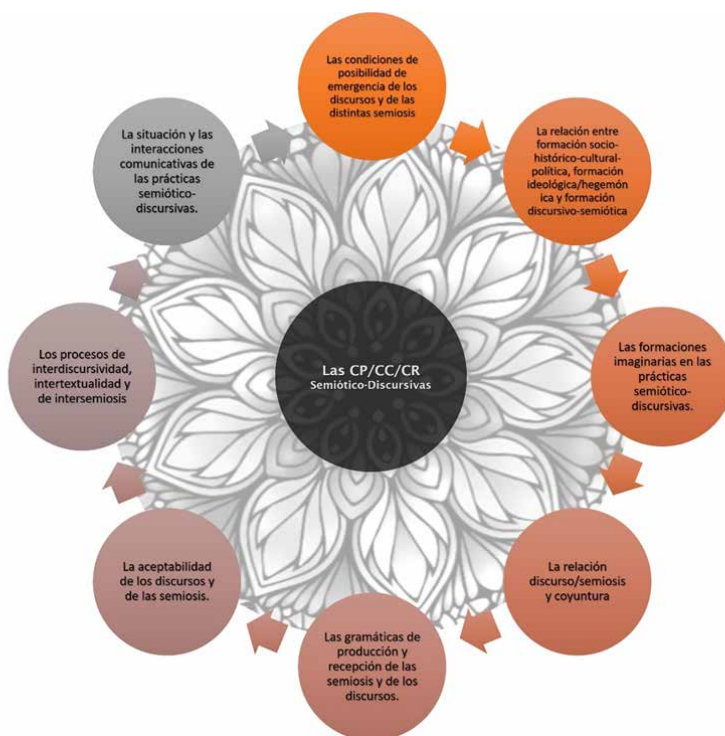 Las condiciones de
posibilidad de
emergencia de los
discursos y de las
distintas semiosis
La relación entre
formación socio-
histórico-cultural-
política, formación
ideológica/hegemón
ica y formación
discursivo-semiótica
Las formaciones
imaginarias en las
prácticas
semiótico-
discursivas.
La relación
discurso/semiosis
y coyuntura
Las gramáticas de
producción y
recepción de las
semiosis y de los
discursos.
La aceptabilidad
de los discursos y
de las semiosis.
Los procesos de
interdiscursividad,
intertextualidad y
de intersemiosis
La situación y las
interacciones
comunicativas de
las prácticas
semiótico-
discursivas.
Las CP/CC/CR
Semiótico-Discursivas